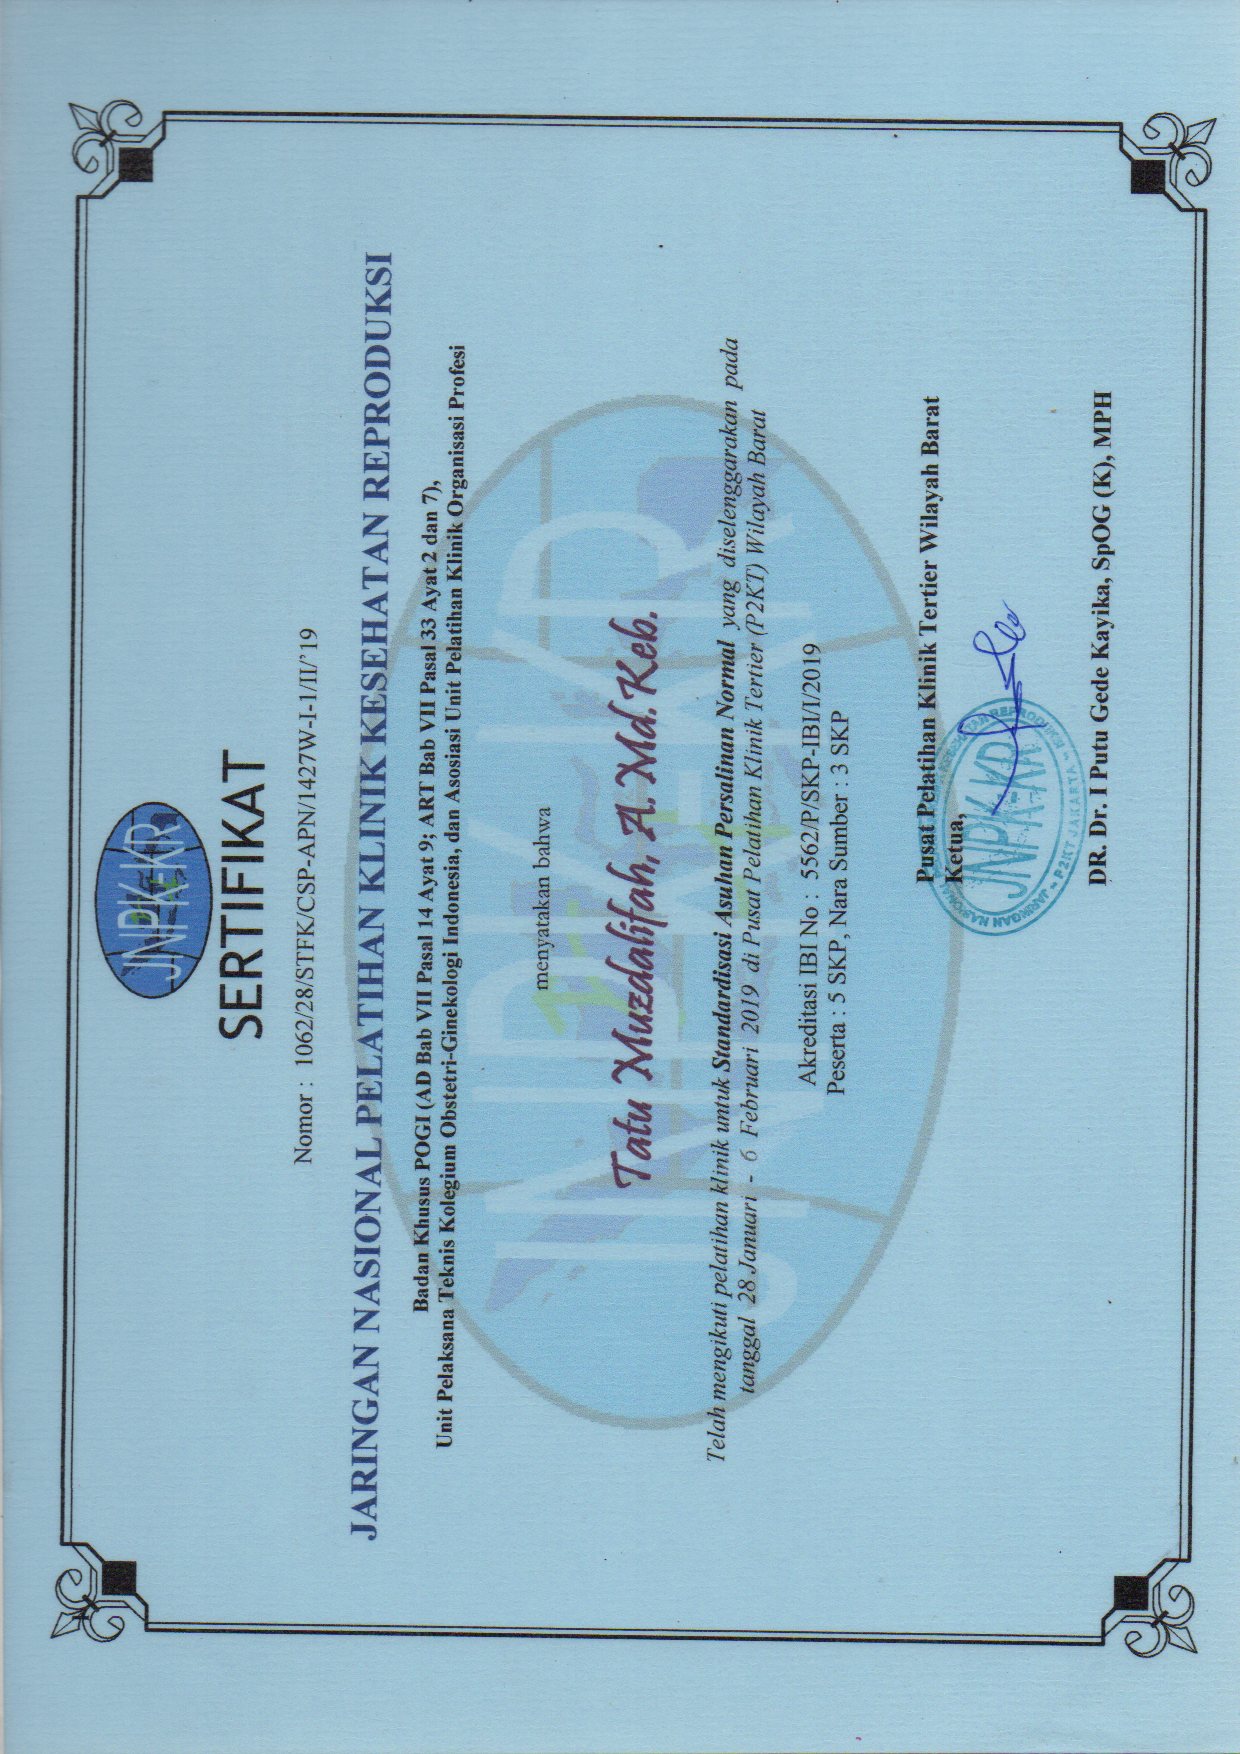 JNPK-KR
SERTIFIKAT
Nomor : 1062/28/STFK/CSP-APN/1427W-I-1/II/'19
JARINGAN NASIONAL PELATIHAN KLINIK KESEHATAN REPRODUKSI
Badan Khusus POGI (AD Bab VII Pasal 14 Ayat 9; ART Bab VII Pasal 33 Ayat 2 dan 7),
Unit Pelaksana Teknis Kolegium Obstetri-Ginekologi Indonesia, dan Asosiasi Unit Pelatihan Klinik Organisasi Profesi
menyatakan bahwa
Tatu Muzdalifah, A.Md.Keb.
Telah mengikuti pelatihan klinik untuk Standardisasi Asuhan Persalinan Normal yang diselenggarakan pada
tanggal 28 Januari - 6 Februari 2019 di Pusat Pelatihan Klinik Tertier (P2KT) Wilayah Barat
Akreditasi IBI No : 5562/P/SKP-IBI/I/2019
Peserta : 5 SKP, Nara Sumber : 3 SKP
Pusat Pelatihan Klinik Tertier Wilayah Barat
Ketua,
JNPK-KR
P2KT JAKARTA
DR. Dr. I Putu Gede Kayika, SpOG (K), MPH